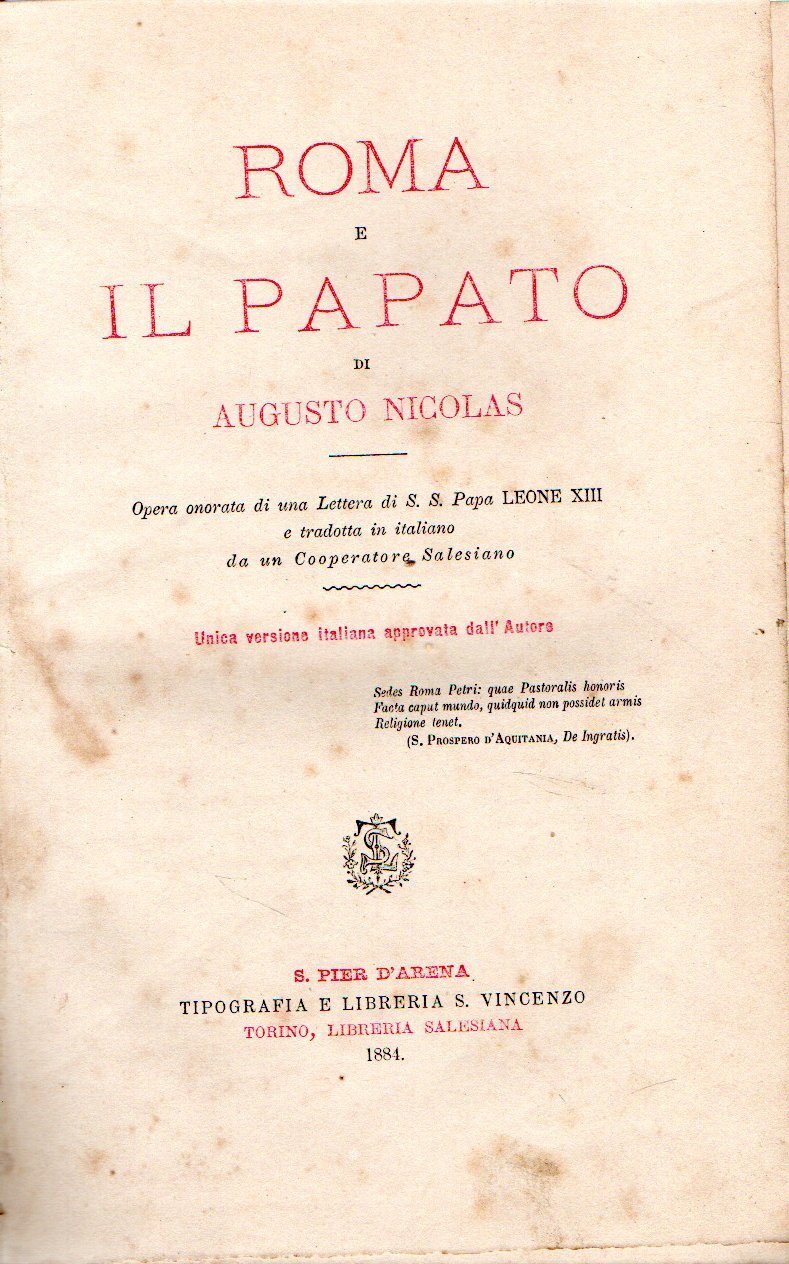 ROMA
E
IL PAPATO
DI
AUGUSTO NICOLAS
Opera onorata di una Lettera di S. S. Papa LEONE XIII
e tradotta in italiano
da un Cooperatore Salesiano
Unica versione italiana approvata dall' Autore
Sedes Roma Petri: quae Pastoralis honoris
Facta caput mundo, quidquid non possidet armis
Religione tenet.
(S. PROSPERO D'AQUITANIA, De Ingratis).
S. PIER D'ARENA
TIPOGRAFIA E LIBRERIA S. VINCENZO
TORINO, LIBRERIA SALESIANA
1884.